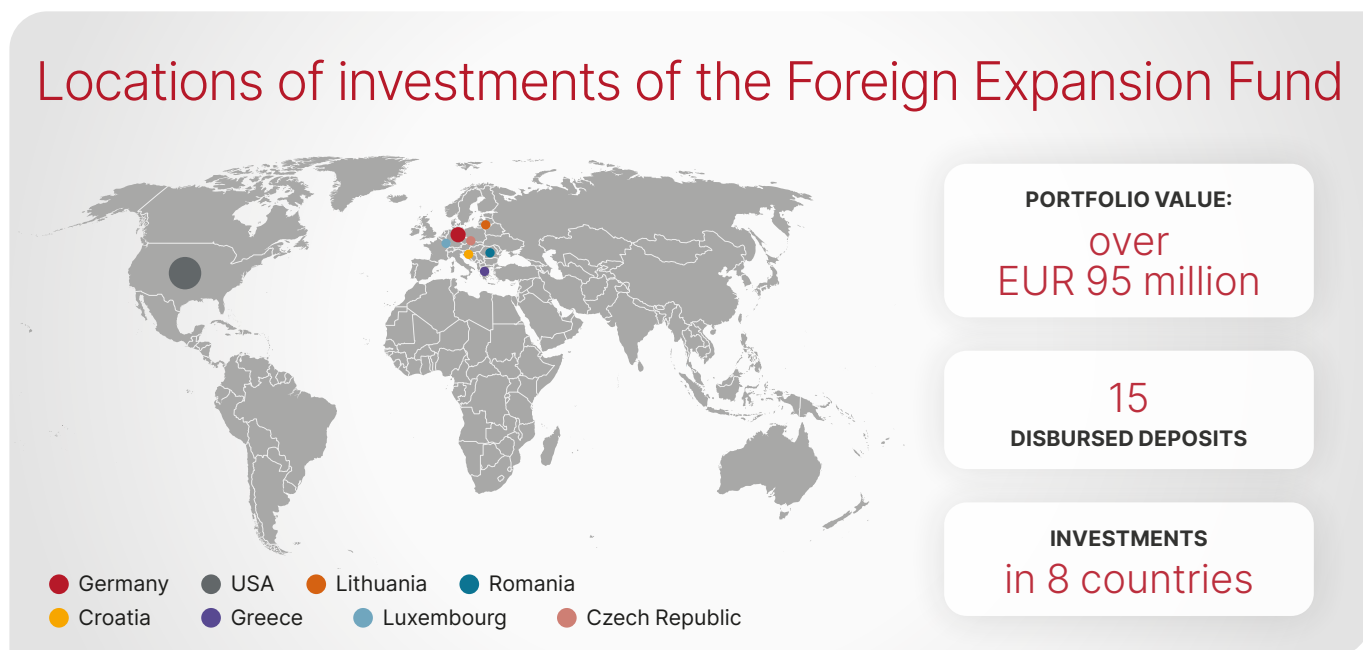 Locations of investments of the Foreign Expansion Fund
PORTFOLIO VALUE:
over
EUR 95 million
15
DISBURSED DEPOSITS
INVESTMENTS
in 8 countries
Germany USA Lithuania Romania
Croatia Greece Luxembourg Czech Republic